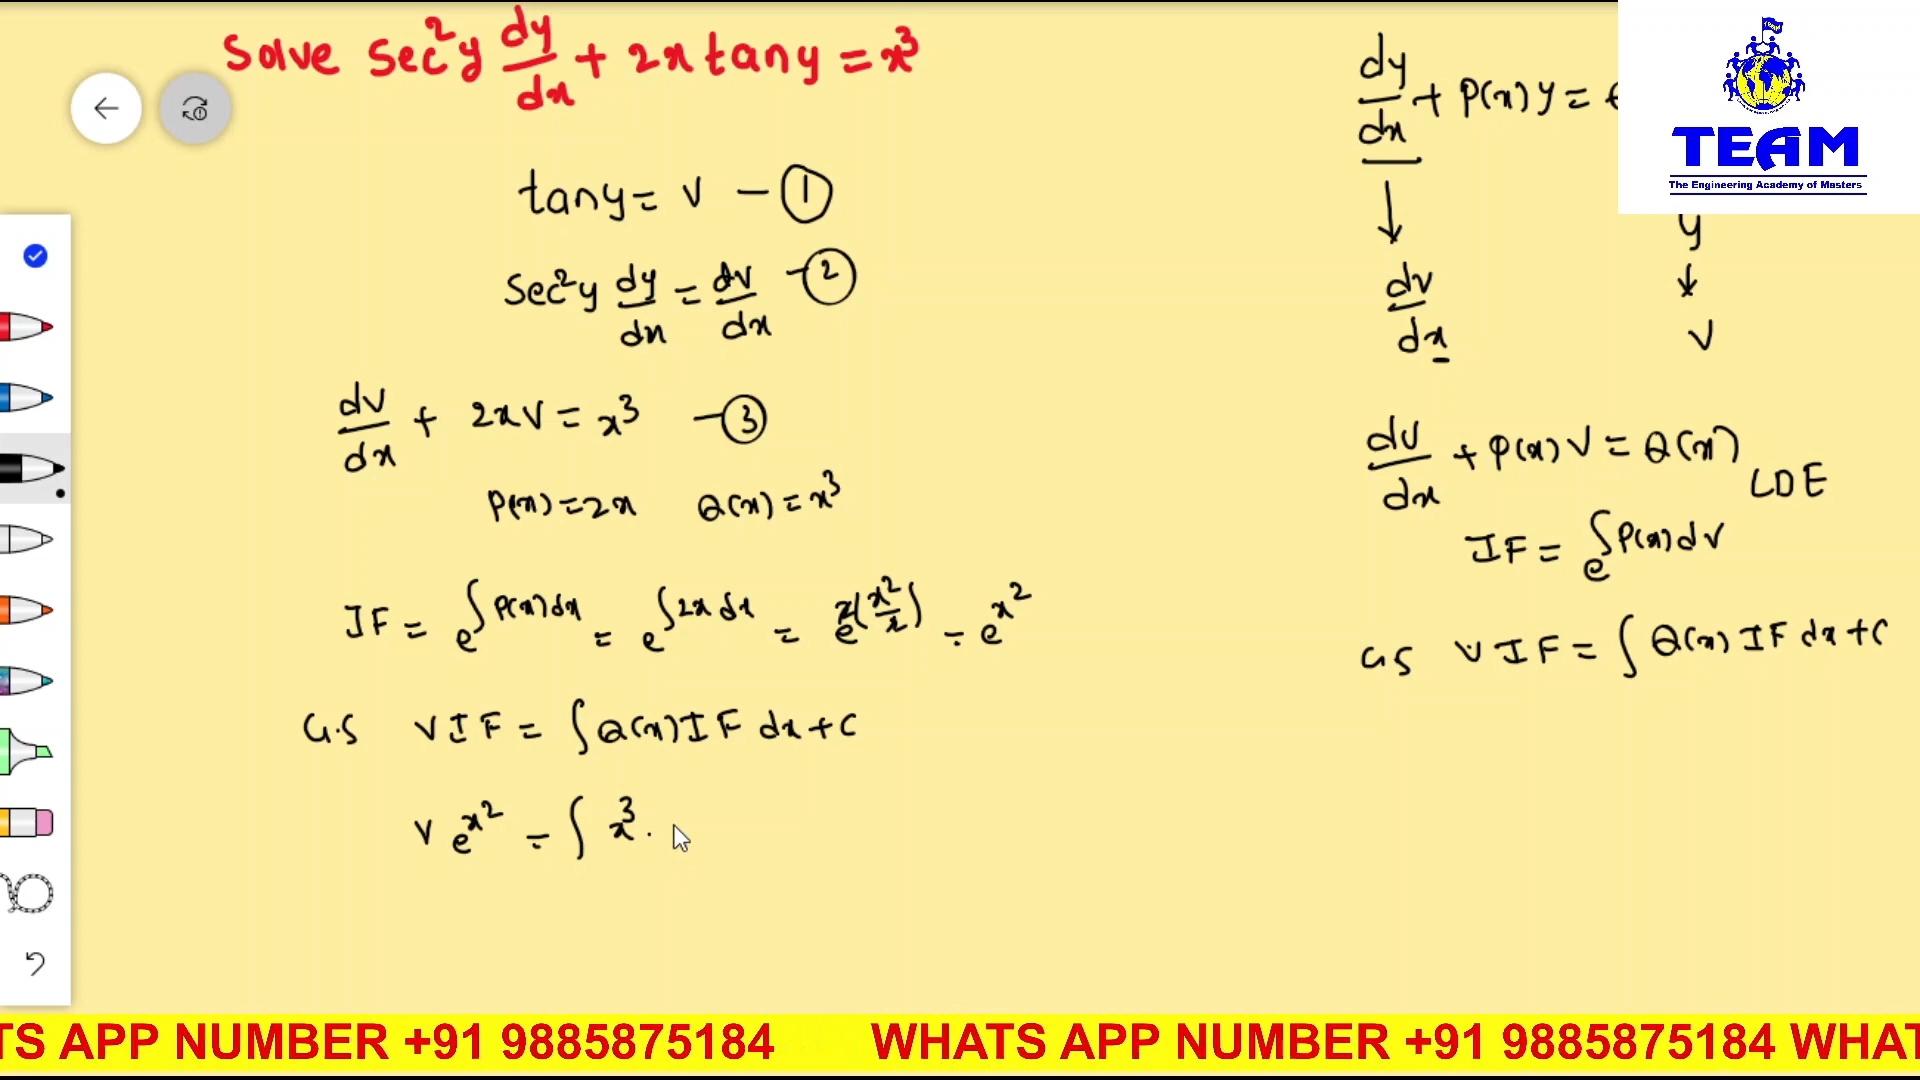 Solve sec²y dy/dx + 2x tany = x³
tany = v — ①
sec²y dy/dx = dv/dx — ②
dv/dx + 2xv = x³ — ③
P(x) = 2x Q(x) = x³
IF = e^∫P(x)dx = e^∫2x dx = e^2(x²/2) = e^x²
G.S v IF = ∫Q(x) IF dx + c
v e^x² = ∫ x³ .
dy/dx + P(x) y =
y
↓ ↓
dv/dx v
dv/dx + P(x) v = Q(x)
LDE
IF = e^∫P(x)dv
GS v IF = ∫ Q(x) IF dx + c
TEAM
The Engineering Academy of Masters
TS APP NUMBER +91 9885875184 WHATS APP NUMBER +91 9885875184 WHAT